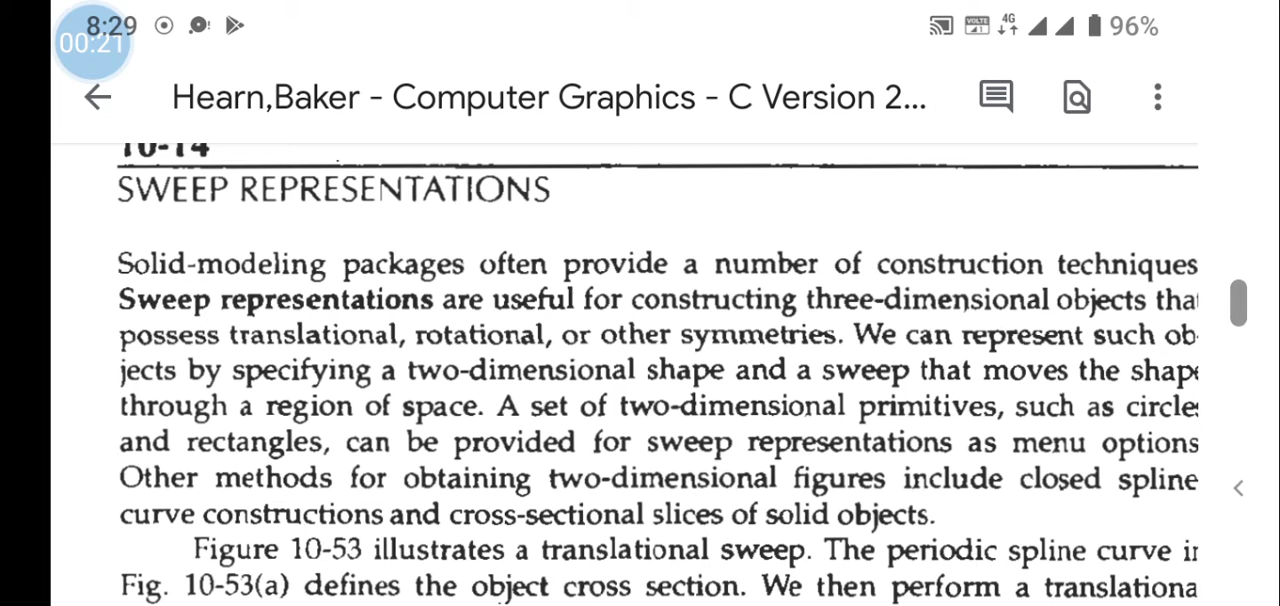 8:29
00:21
4G
VOLTE
96%
Hearn,Baker - Computer Graphics - C Version 2...
10-14
SWEEP REPRESENTATIONS
Solid-modeling packages often provide a number of construction techniques
Sweep representations are useful for constructing three-dimensional objects that
possess translational, rotational, or other symmetries. We can represent such ob-
jects by specifying a two-dimensional shape and a sweep that moves the shape
through a region of space. A set of two-dimensional primitives, such as circles
and rectangles, can be provided for sweep representations as menu options
Other methods for obtaining two-dimensional figures include closed spline
curve constructions and cross-sectional slices of solid objects.
Figure 10-53 illustrates a translational sweep. The periodic spline curve in
Fig. 10-53(a) defines the object cross section. We then perform a translationa